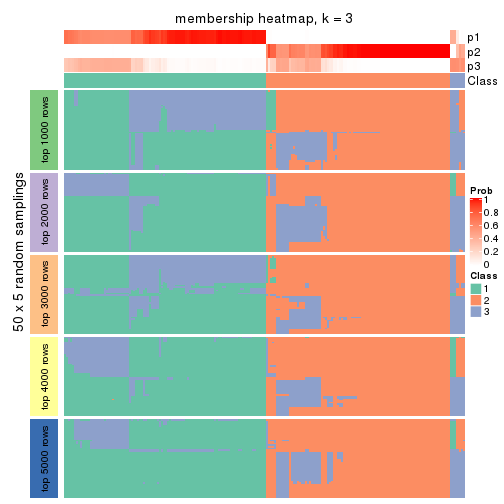 membership heatmap, k = 3
p1
p2
p3
Class
50 x 5 random samplings
top 1000 rows
top 2000 rows
top 3000 rows
top 4000 rows
top 5000 rows
Prob
1
0.8
0.6
0.4
0.2
0
Class
1
2
3